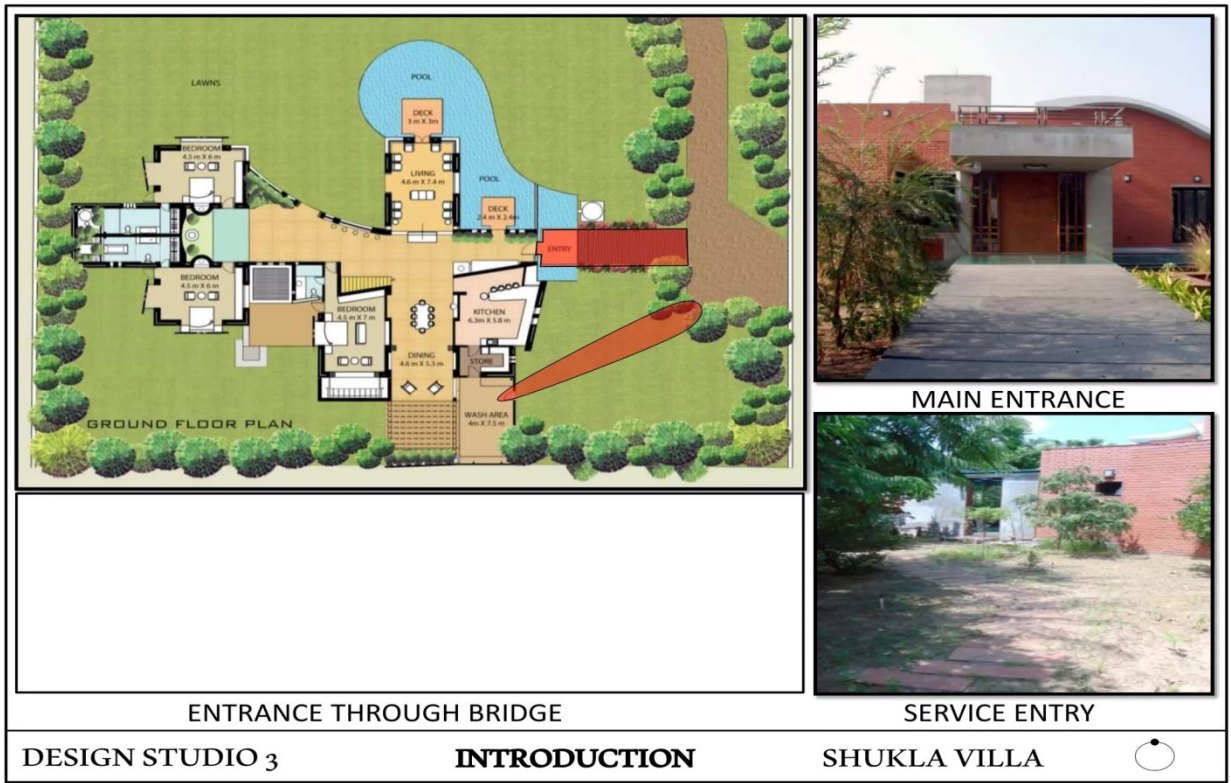 LAWNS
POOL
DECK
3 m X 3m
BEDROOM
4.5 m X 6 m
LIVING
4.6 m X 7.4 m
POOL
DECK
2.4 m X 2.4m
ENTRY
BEDROOM
4.5 m X 6 m
BEDROOM
4.5 m X 7 m
KITCHEN
6.3m X 5.8 m
DINING
4.6 m X 5.3 m
STORE
WASH AREA
4m X 7.5 m
GROUND FLOOR PLAN
MAIN ENTRANCE
ENTRANCE THROUGH BRIDGE
SERVICE ENTRY
DESIGN STUDIO 3 INTRODUCTION SHUKLA VILLA